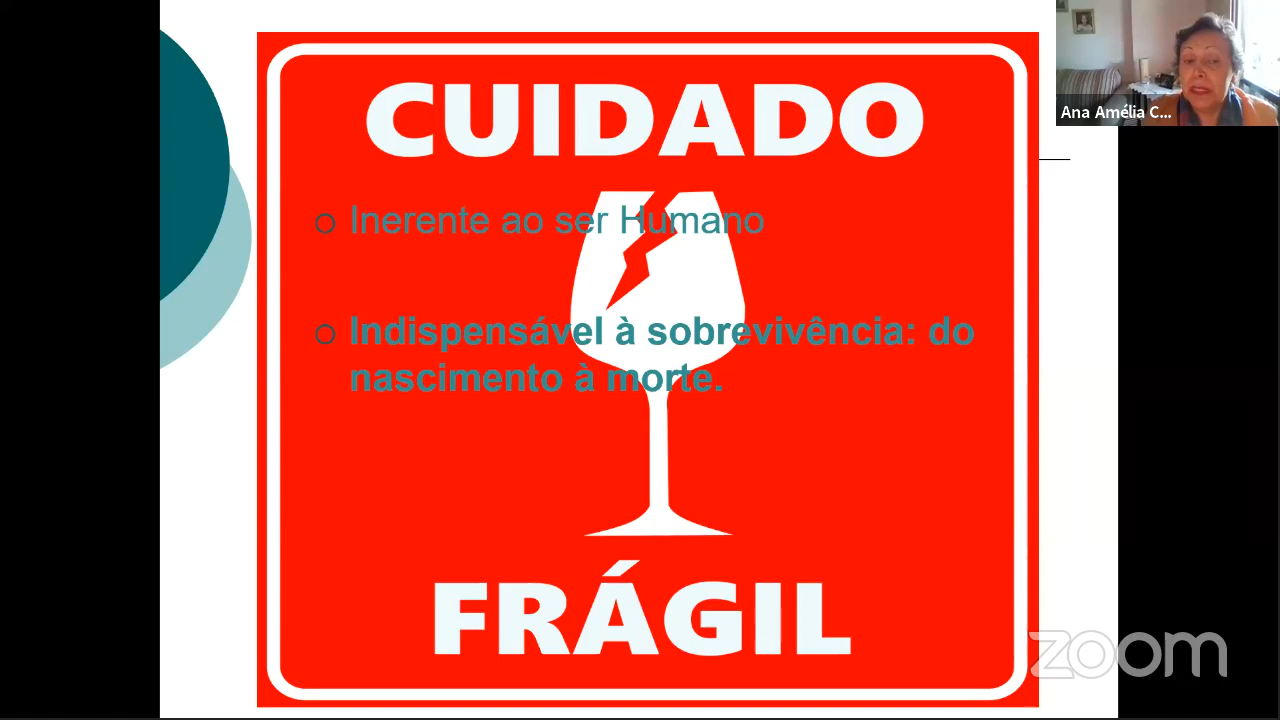 CUIDADO
Ana Amélia C...
Inerente ao ser Humano
Indispensável à sobrevivência: do
nascimento à morte.
FRÁGIL
zoom